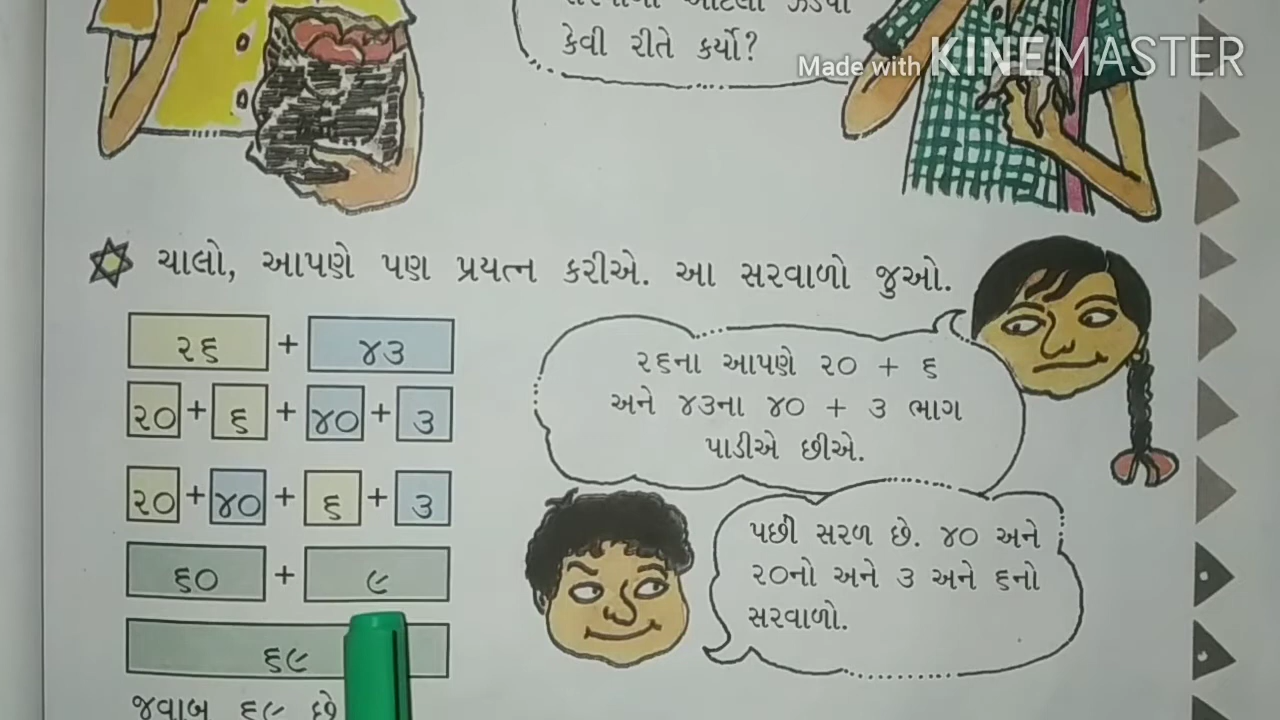 કેવી રીતે કર્યો?
Made with KINEMASTER
ચાલો, આપણે પણ પ્રયત્ન કરીએ. આ સરવાળો જુઓ.
૨૬ + ૪૩
૨૦ + ૬ + ૪૦ + ૩
૨૦ + ૪૦ + ૬ + ૩
૬૦ + ૯
૬૯
જવાબ ૬૯ છે
૨૬ના આપણે ૨૦ + ૬
અને ૪૩ના ૪૦ + ૩ ભાગ
પાડીએ છીએ.
પછી સરળ છે. ૪૦ અને
૨૦નો અને ૩ અને ૬નો
સરવાળો.